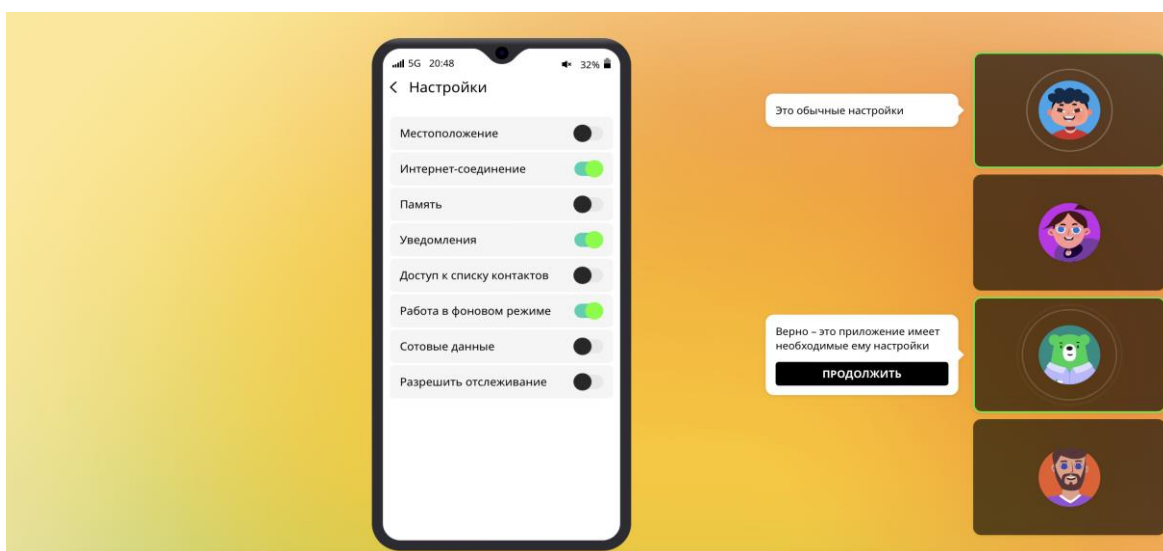 5G 20:48 32%
Настройки
Местоположение
Интернет-соединение
Память
Уведомления
Доступ к списку контактов
Работа в фоновом режиме
Сотовые данные
Разрешить отслеживание
Это обычные настройки
Верно – это приложение имеет
необходимые ему настройки
ПРОДОЛЖИТЬ